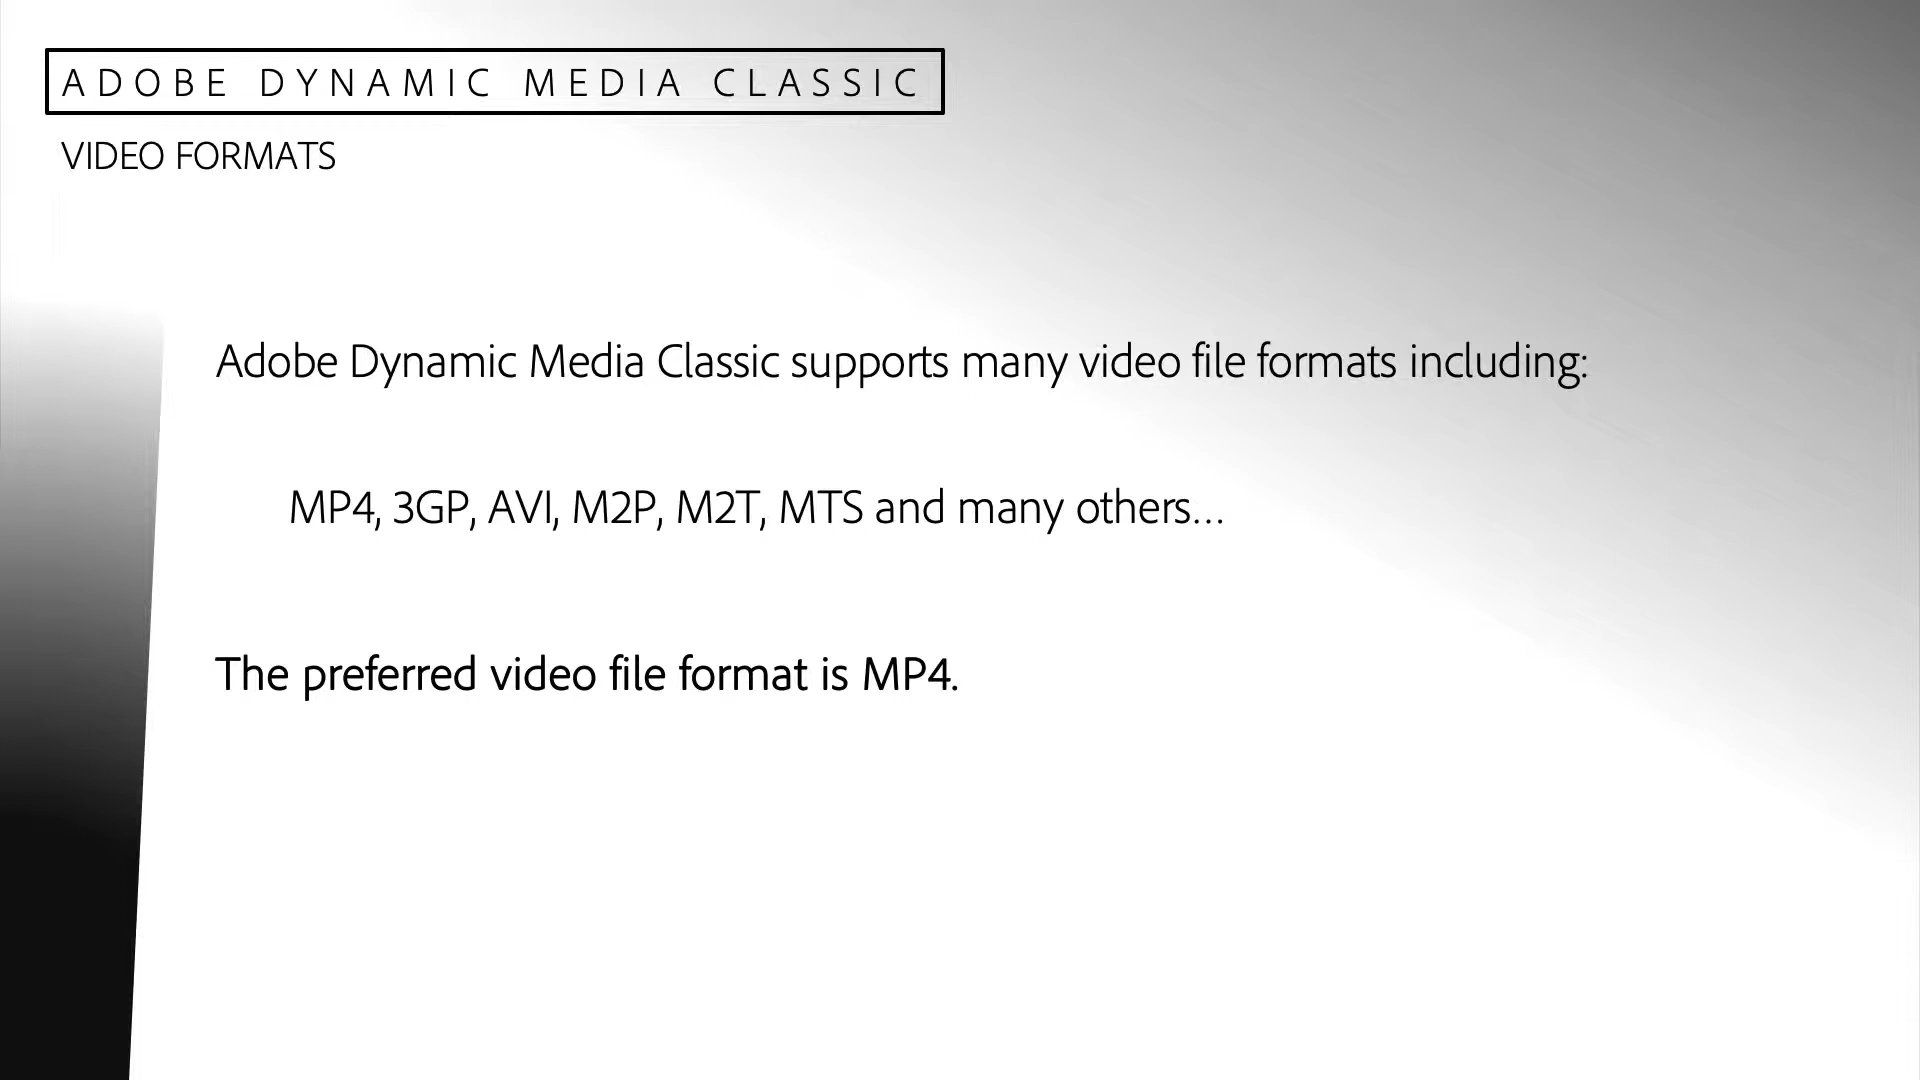 ADOBE DYNAMIC MEDIA CLASSIC
VIDEO FORMATS
Adobe Dynamic Media Classic supports many video file formats including:
MP4, 3GP, AVI, M2P, M2T, MTS and many others...
The preferred video file format is MP4.